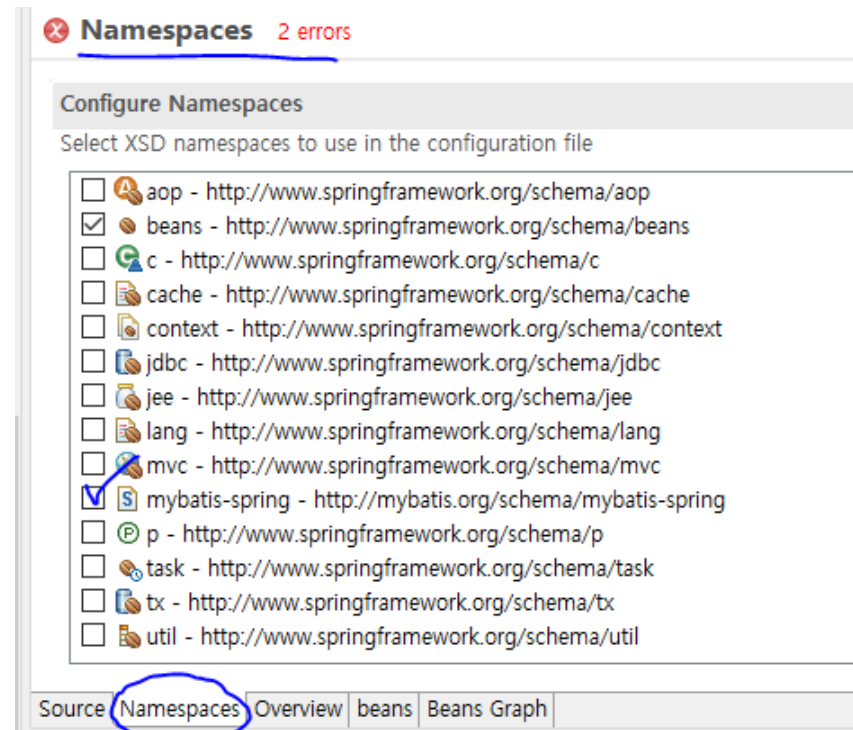 Namespaces 2 errors
Configure Namespaces
Select XSD namespaces to use in the configuration file
aop - http://www.springframework.org/schema/aop
beans - http://www.springframework.org/schema/beans
c - http://www.springframework.org/schema/c
cache - http://www.springframework.org/schema/cache
context - http://www.springframework.org/schema/context
jdbc - http://www.springframework.org/schema/jdbc
jee - http://www.springframework.org/schema/jee
lang - http://www.springframework.org/schema/lang
mvc - http://www.springframework.org/schema/mvc
mybatis-spring - http://mybatis.org/schema/mybatis-spring
p - http://www.springframework.org/schema/p
task - http://www.springframework.org/schema/task
tx - http://www.springframework.org/schema/tx
util - http://www.springframework.org/schema/util
Source Namespaces Overview beans Beans Graph